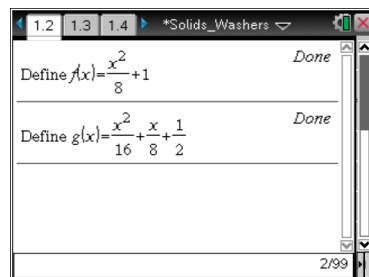 1.2 1.3 1.4 *Solids_Washers
Define f(x)=x²/8+1 Done
Define g(x)=x²/16+x/8+1/2 Done
2/99